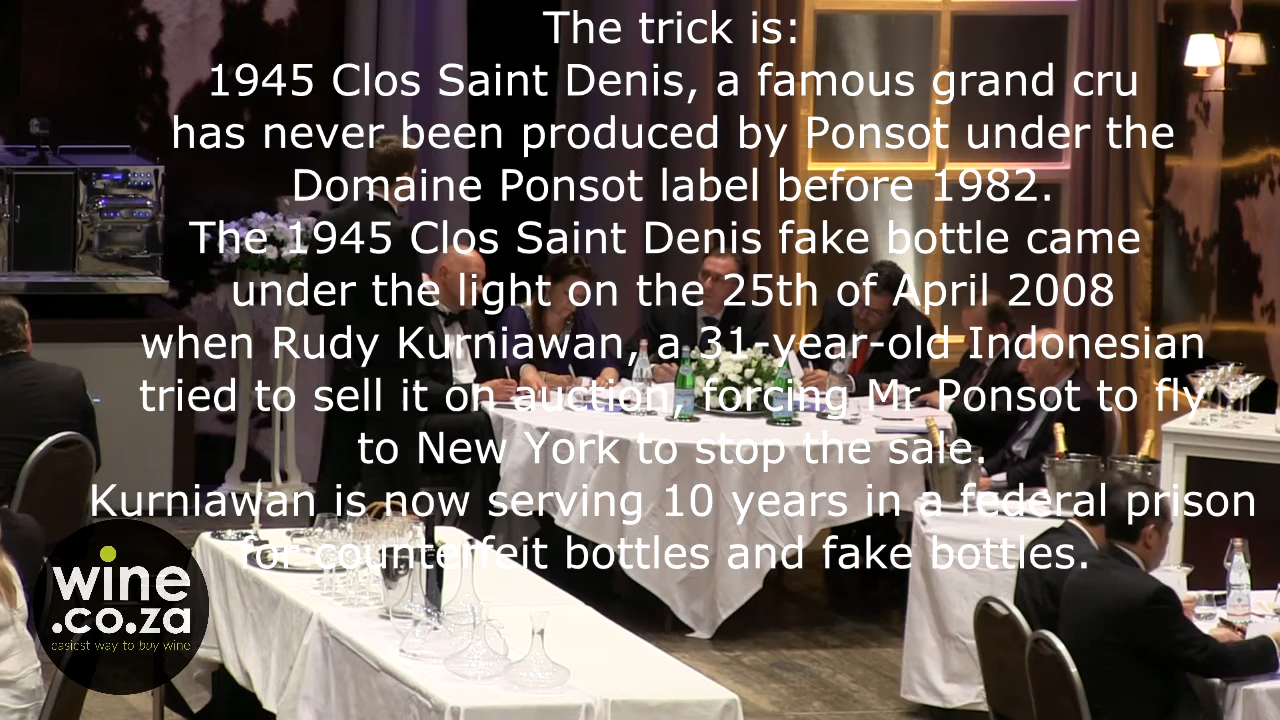 The trick is:
1945 Clos Saint Denis, a famous grand cru
has never been produced by Ponsot under the
Domaine Ponsot label before 1982.
The 1945 Clos Saint Denis fake bottle came
under the light on the 25th of April 2008
when Rudy Kurniawan, a 31-year-old Indonesian
tried to sell it on auction, forcing Mr Ponsot to fly
to New York to stop the sale.
Kurniawan is now serving 10 years in a federal prison
for counterfeit bottles and fake bottles.
wine
.co.za
easiest way to buy wine